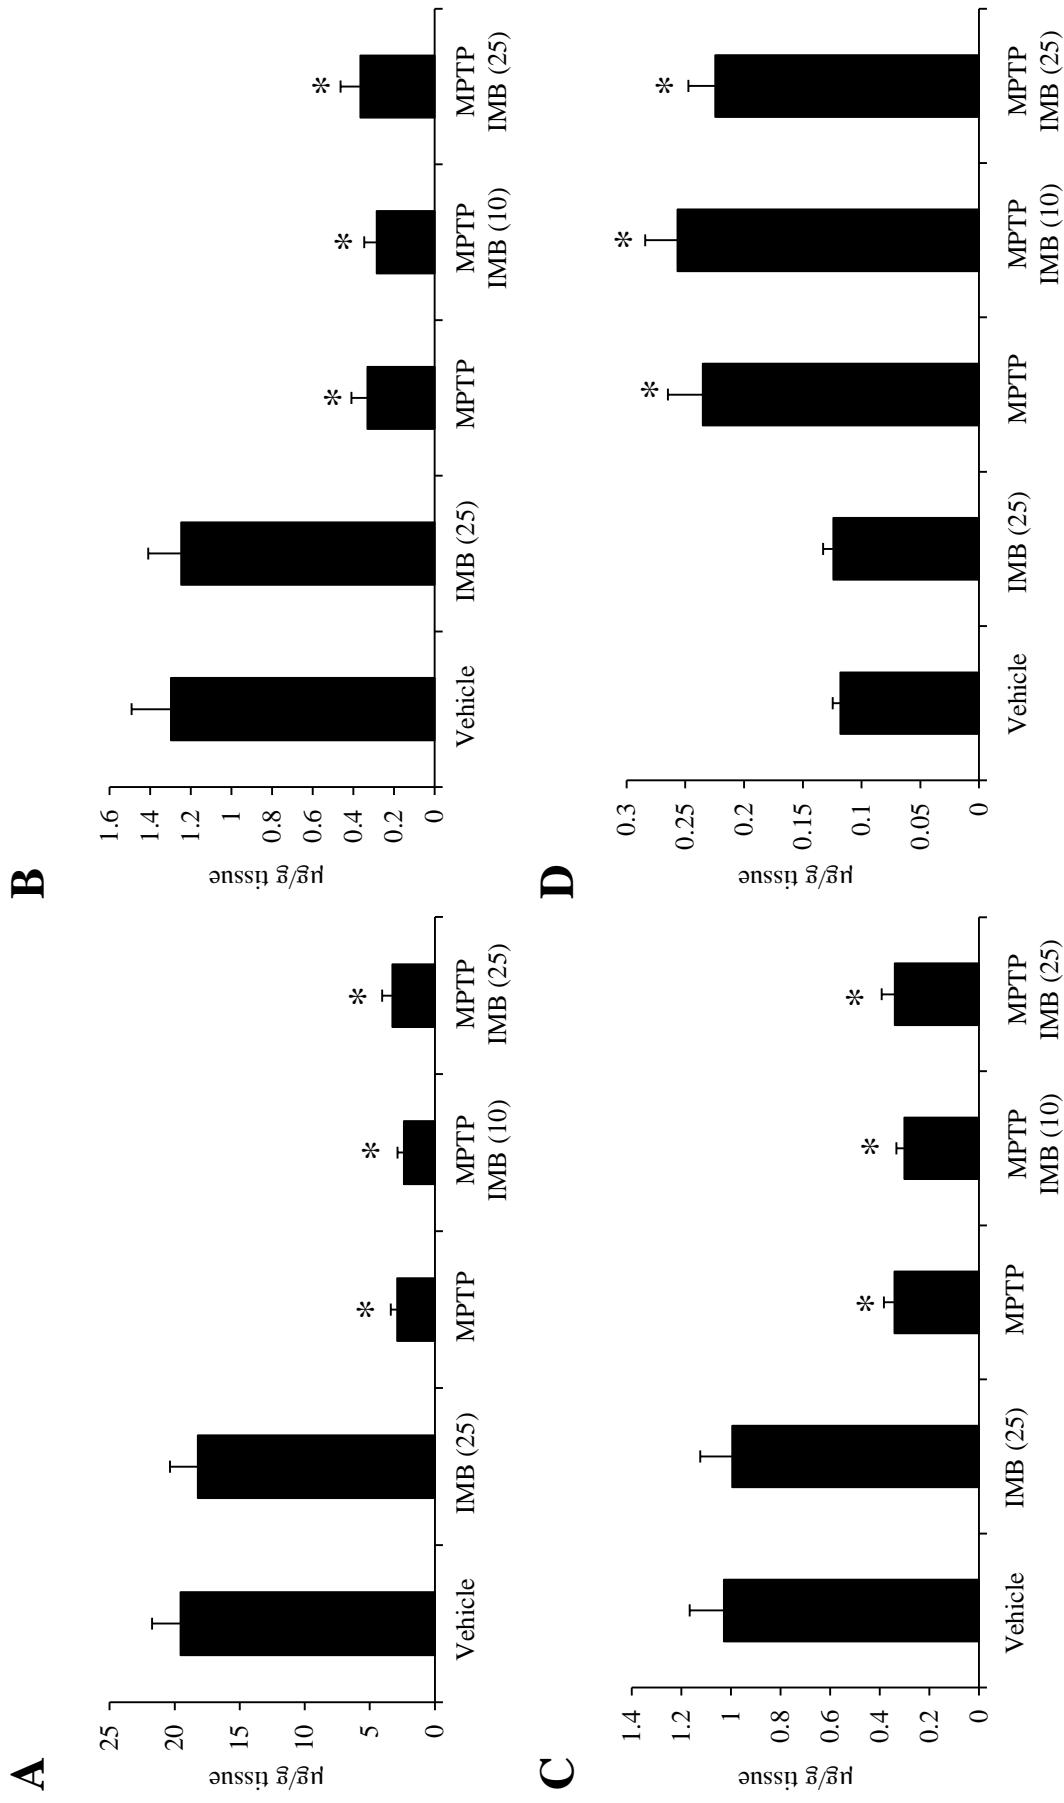 A
25
20
15
10
5
0
µg/g tissue
*
*
*
Vehicle
IMB (25)
MPTP
MPTP
IMB (10)
MPTP
IMB (25)
B
1.6
1.4
1.2
1
0.8
0.6
0.4
0.2
0
µg/g tissue
*
*
*
Vehicle
IMB (25)
MPTP
MPTP
IMB (10)
MPTP
IMB (25)
C
1.4
1.2
1
0.8
0.6
0.4
0.2
0
µg/g tissue
*
*
*
Vehicle
IMB (25)
MPTP
MPTP
IMB (10)
MPTP
IMB (25)
D
0.3
0.25
0.2
0.15
0.1
0.05
0
µg/g tissue
*
*
*
Vehicle
IMB (25)
MPTP
MPTP
IMB (10)
MPTP
IMB (25)